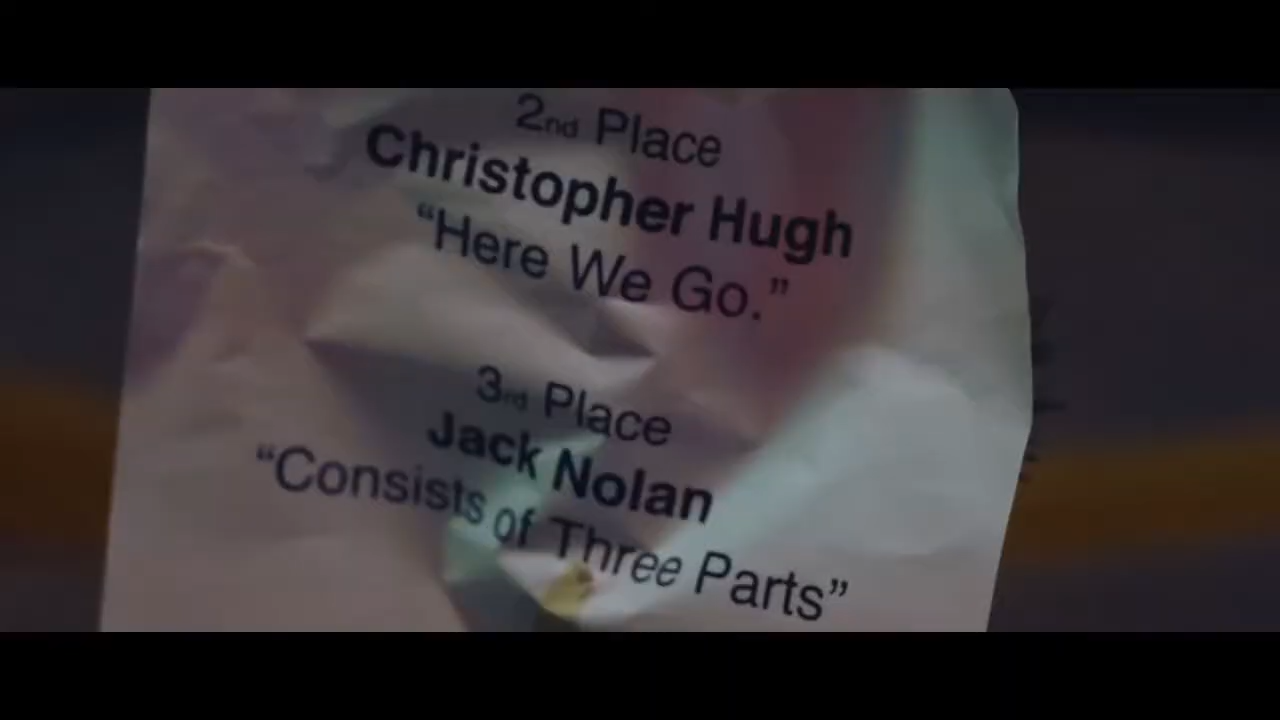 2nd Place
Christopher Hugh
“Here We Go.”
3rd Place
Jack Nolan
“Consists of Three Parts”